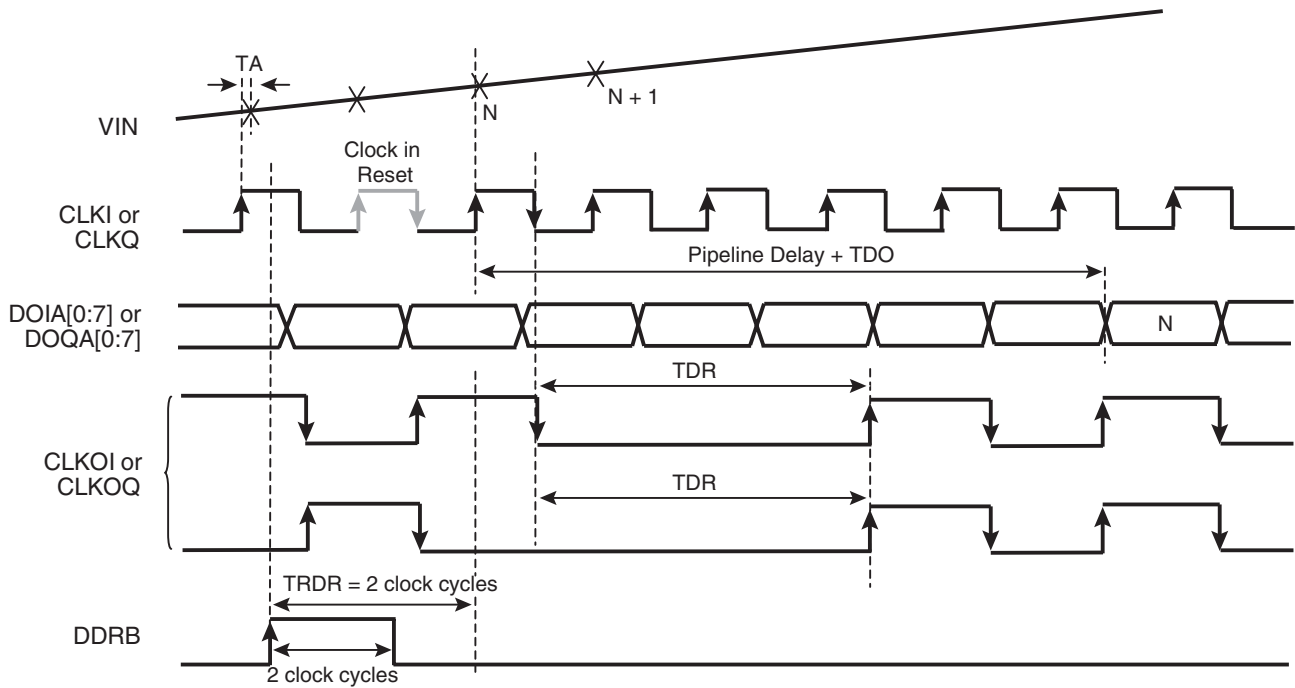 TA
N
N + 1
VIN
Clock in
Reset
CLKI or
CLKQ
Pipeline Delay + TDO
DOIA[0:7] or
DOQA[0:7]
N
TDR
CLKOI or
CLKOQ
TDR
TRDR = 2 clock cycles
DDRB
2 clock cycles